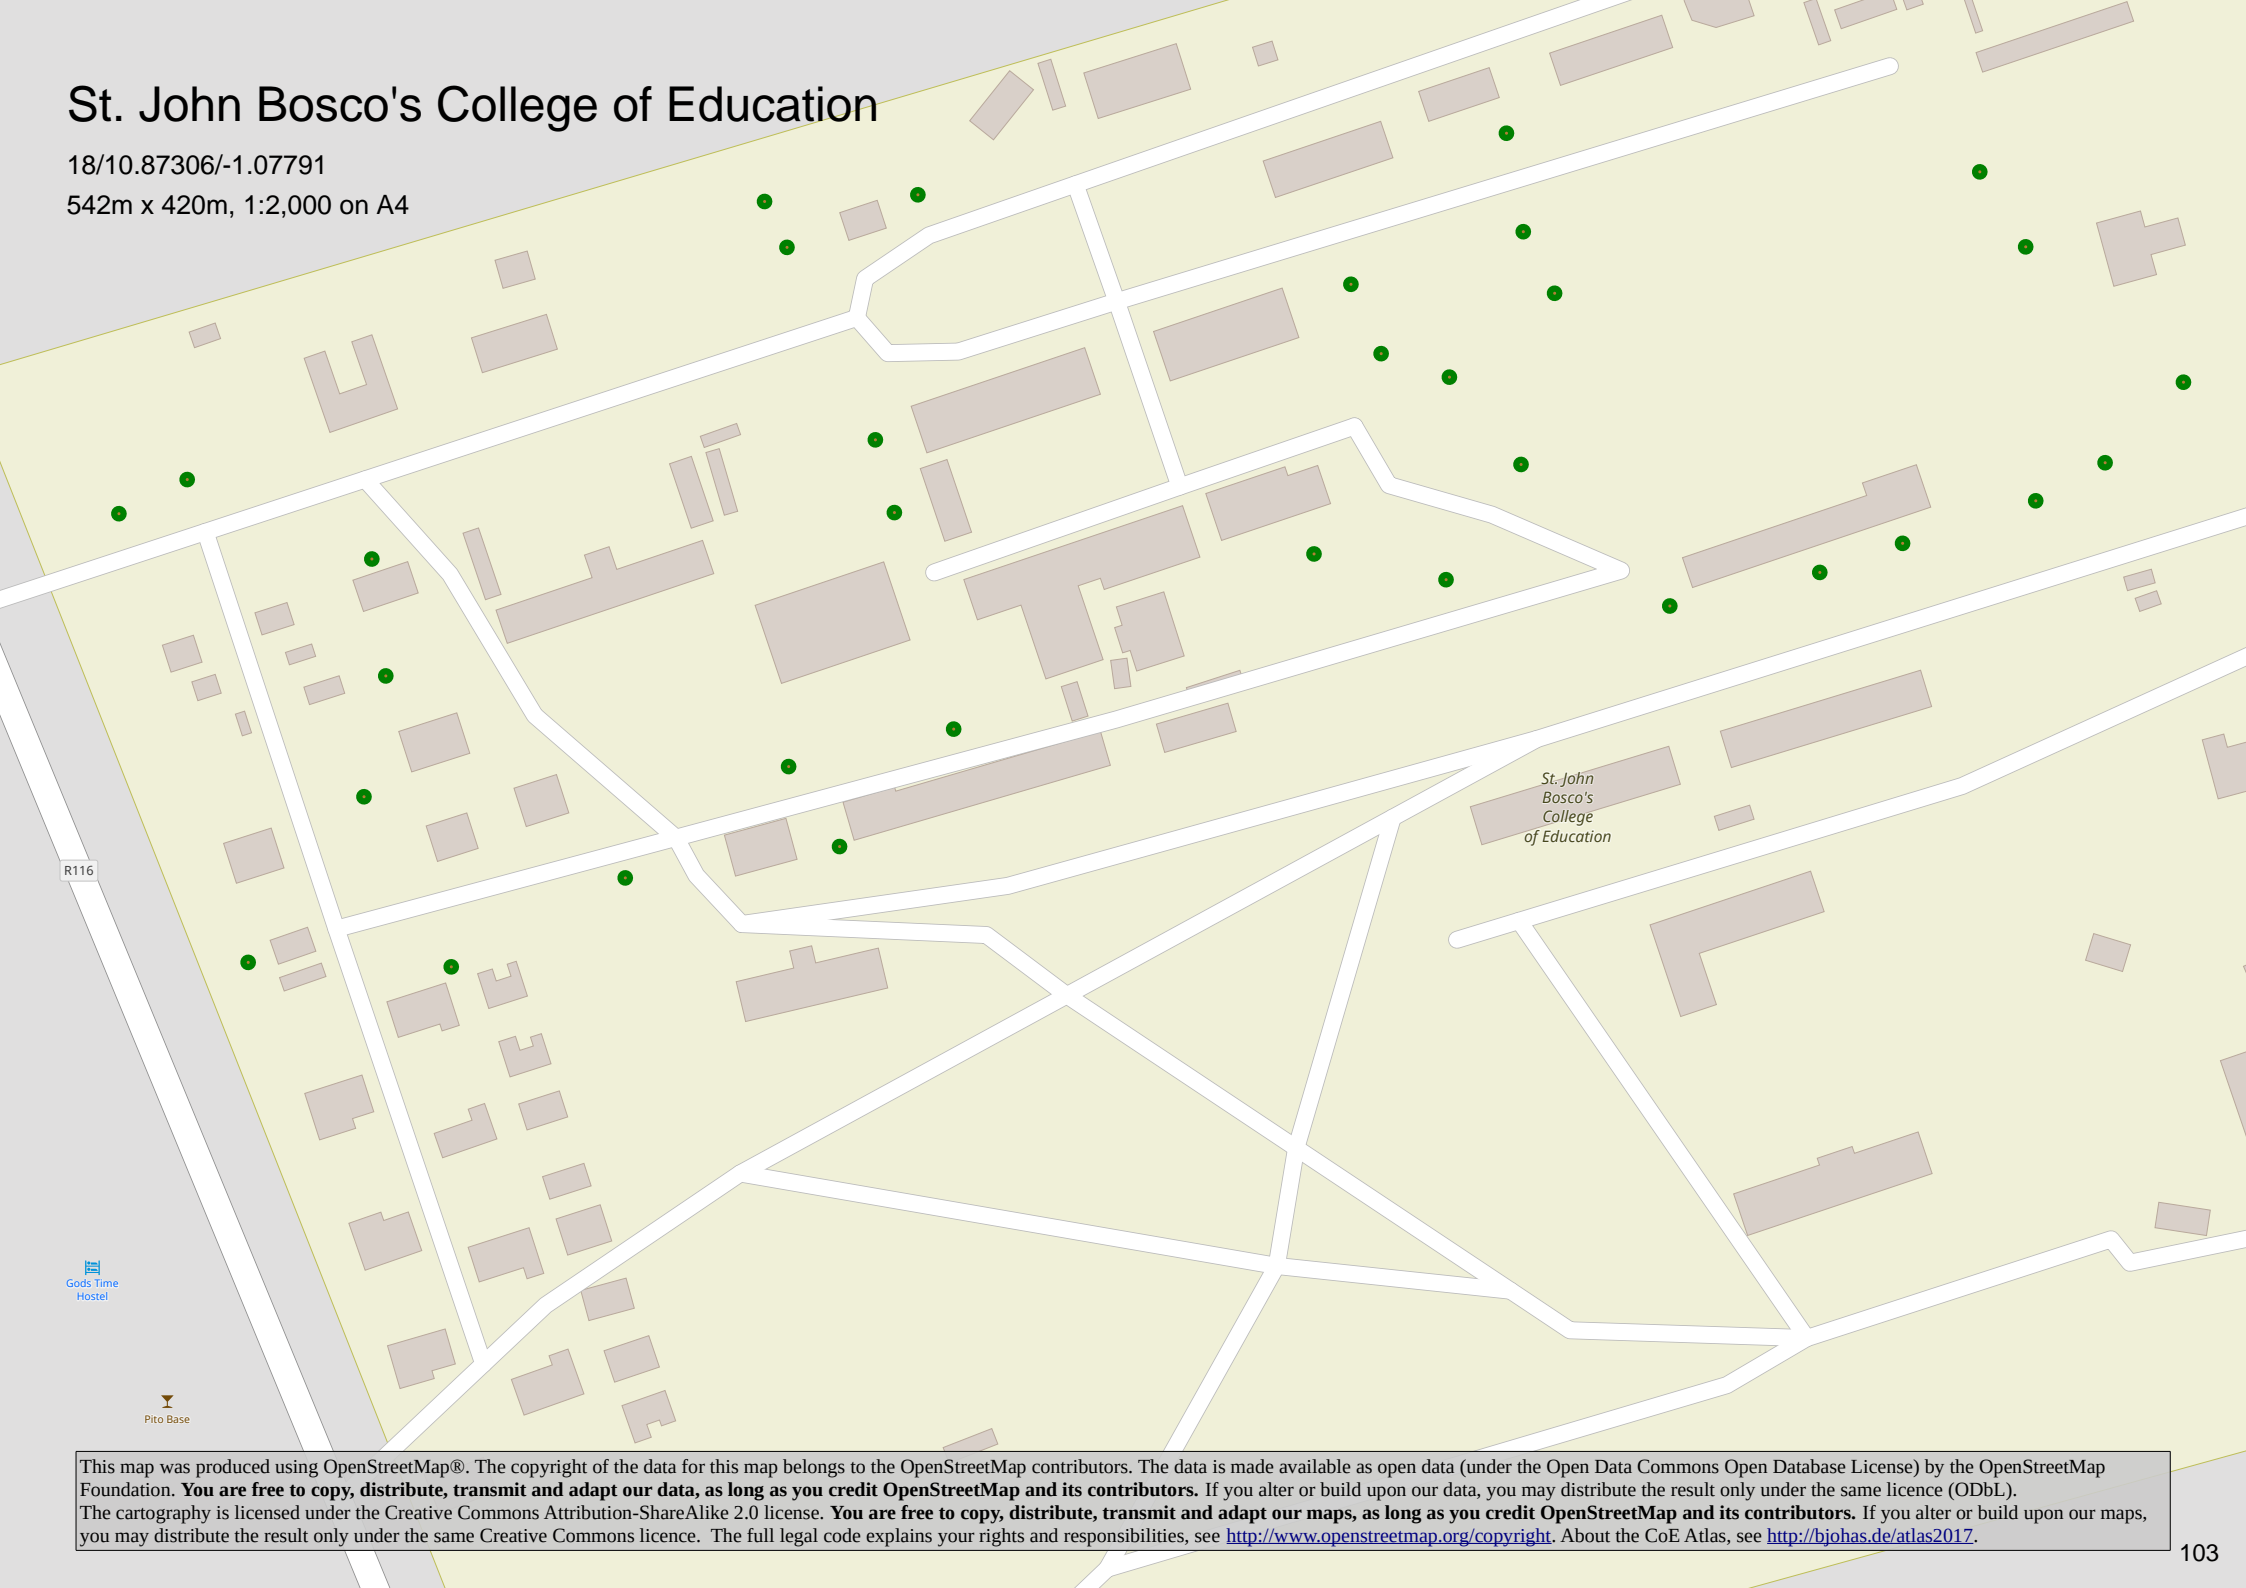 St. John Bosco's College of Education
18/10.87306/-1.07791
542m x 420m, 1:2,000 on A4
St. John
Bosco's
College
of Education
R116
Gods Time
Hostel
Pito Base
This map was produced using OpenStreetMap®. The copyright of the data for this map belongs to the OpenStreetMap contributors. The data is made available as open data (under the Open Data Commons Open Database License) by the OpenStreetMap
Foundation. You are free to copy, distribute, transmit and adapt our data, as long as you credit OpenStreetMap and its contributors. If you alter or build upon our data, you may distribute the result only under the same licence (ODbL).
The cartography is licensed under the Creative Commons Attribution-ShareAlike 2.0 license. You are free to copy, distribute, transmit and adapt our maps, as long as you credit OpenStreetMap and its contributors. If you alter or build upon our maps,
you may distribute the result only under the same Creative Commons licence. The full legal code explains your rights and responsibilities, see http://www.openstreetmap.org/copyright. About the CoE Atlas, see http://bjohas.de/atlas2017.
103